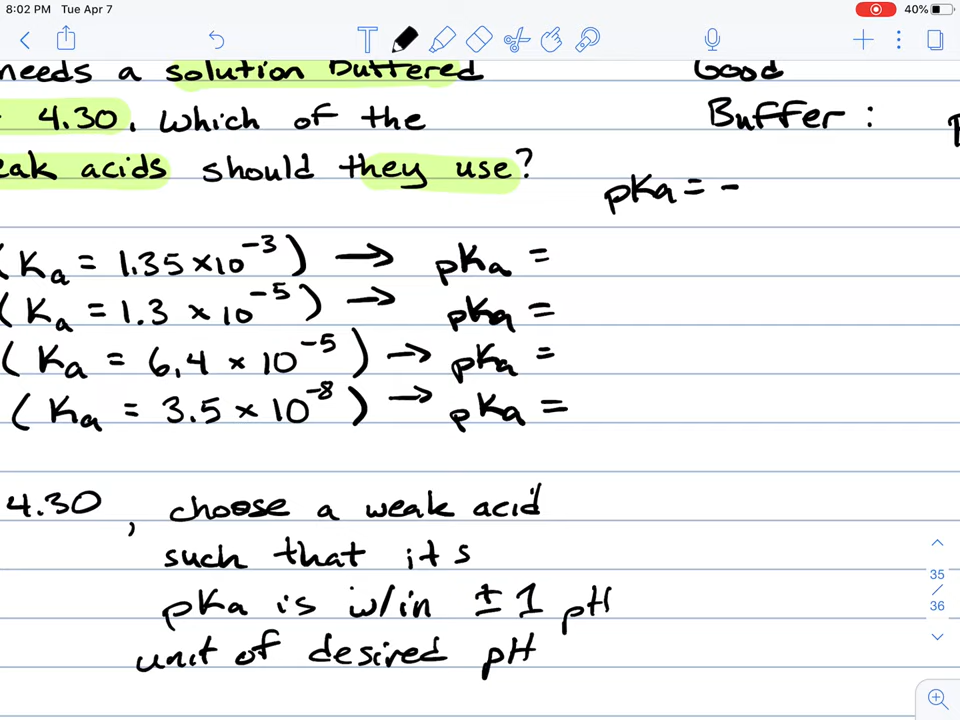 8:02 PM Tue Apr 7
40%
needs a solution buffered
4.30. Which of the
eak acids should they use?
Good
Buffer :
pKa = -
(Ka = 1.35 × 10⁻³) → pKa =
(Ka = 1.3 × 10⁻⁵) → pKa =
(Ka = 6.4 × 10⁻⁵) → pKa =
(Ka = 3.5 × 10⁻⁸) → pKa =
4.30, choose a weak acid
such that its
pKa is w/in ± 1 pH
unit of desired pH
35
/
36